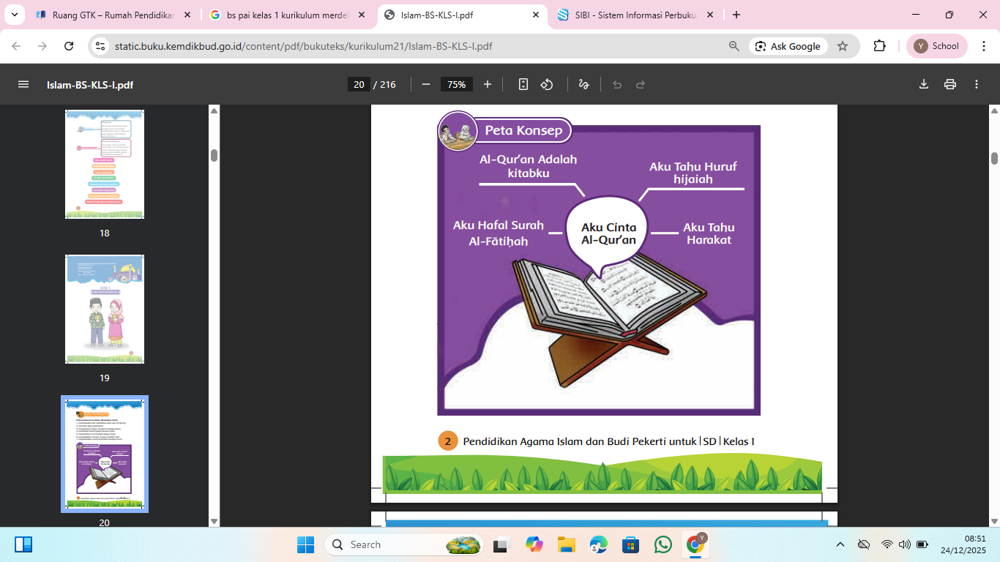 Ruang GTK – Rumah Pendidikan
bs pai kelas 1 kurikulum merdek
Islam-BS-KLS-I.pdf
SIBI - Sistem Informasi Perbukuan
static.buku.kemdikbud.go.id/content/pdf/bukuteks/kurikulum21/Islam-BS-KLS-I.pdf
Ask Google
Y School
Islam-BS-KLS-I.pdf
20 / 216
75%
18
BAB I
19
Peta Konsep
Al-Qur'an Adalah
kitabku
Aku Tahu Huruf
hijaiah
Aku Hafal Surah
Al-Fātiḥah
Aku Cinta
Al-Qur'an
Aku Tahu
Harakat
2 Pendidikan Agama Islam dan Budi Pekerti untuk |SD| Kelas I
20
Search
Y
08:51
24/12/2025